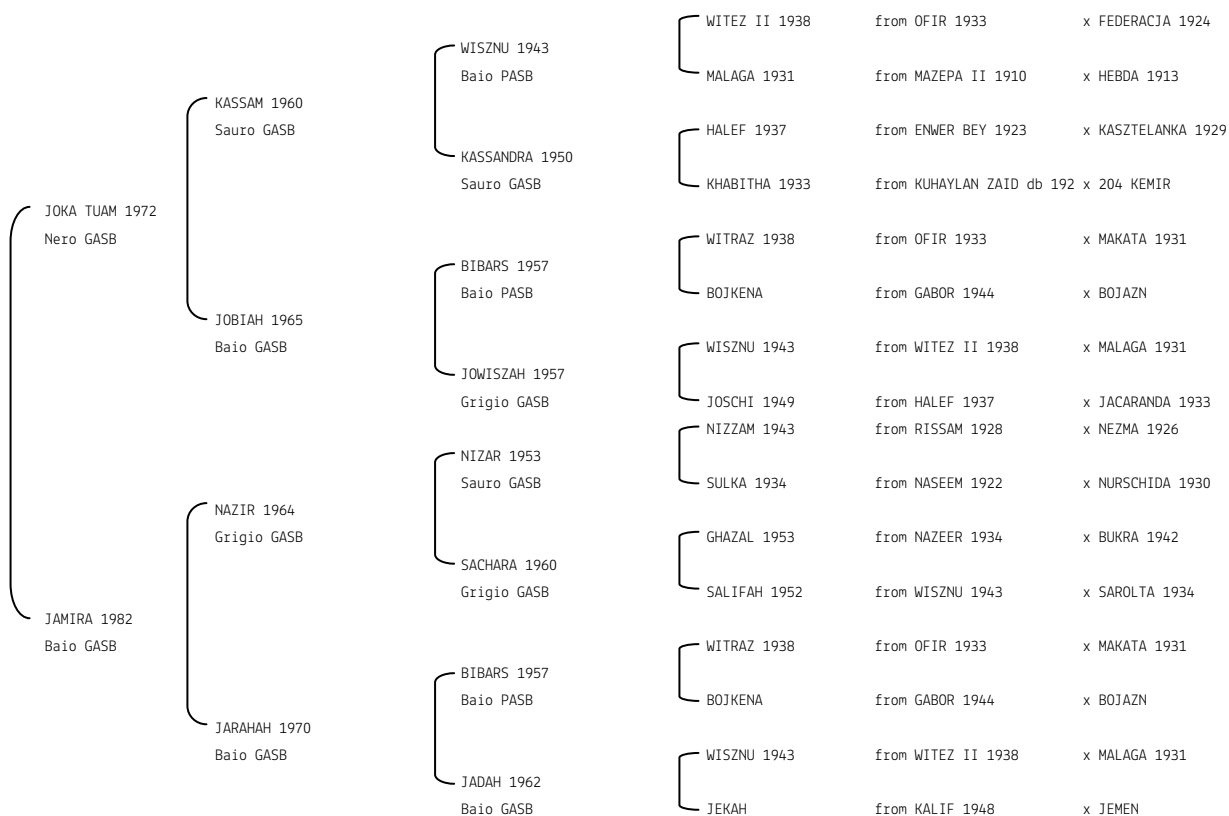 WITEZ II 1938 from OFIR 1933 x FEDERACJA 1924
WISZNU 1943
Baio PASB MALAGA 1931 from MAZEPA II 1910 x HEBDA 1913
KASSAM 1960
Sauro GASB HALEF 1937 from ENWER BEY 1923 x KASZTELANKA 1929
KASSANDRA 1950
Sauro GASB KHABITHA 1933 from KUHAYLAN ZAID db 192 x 204 KEMIR
JOKA TUAM 1972
Nero GASB WITRAZ 1938 from OFIR 1933 x MAKATA 1931
BIBARS 1957
Baio PASB BOJKENA from GABOR 1944 x BOJAZN
JOBIAH 1965
Baio GASB WISZNU 1943 from WITEZ II 1938 x MALAGA 1931
JOWISZAH 1957
Grigio GASB JOSCHI 1949 from HALEF 1937 x JACARANDA 1933
NIZZAM 1943 from RISSAM 1928 x NEZMA 1926
NIZAR 1953
Sauro GASB SULKA 1934 from NASEEM 1922 x NURSCHIDA 1930
NAZIR 1964
Grigio GASB GHAZAL 1953 from NAZEER 1934 x BUKRA 1942
SACHARA 1960
Grigio GASB SALIFAH 1952 from WISZNU 1943 x SAROLTA 1934
JAMIRA 1982
Baio GASB WITRAZ 1938 from OFIR 1933 x MAKATA 1931
BIBARS 1957
Baio PASB BOJKENA from GABOR 1944 x BOJAZN
JARAHAH 1970
Baio GASB WISZNU 1943 from WITEZ II 1938 x MALAGA 1931
JADAH 1962
Baio GASB JEKAH from KALIF 1948 x JEMEN